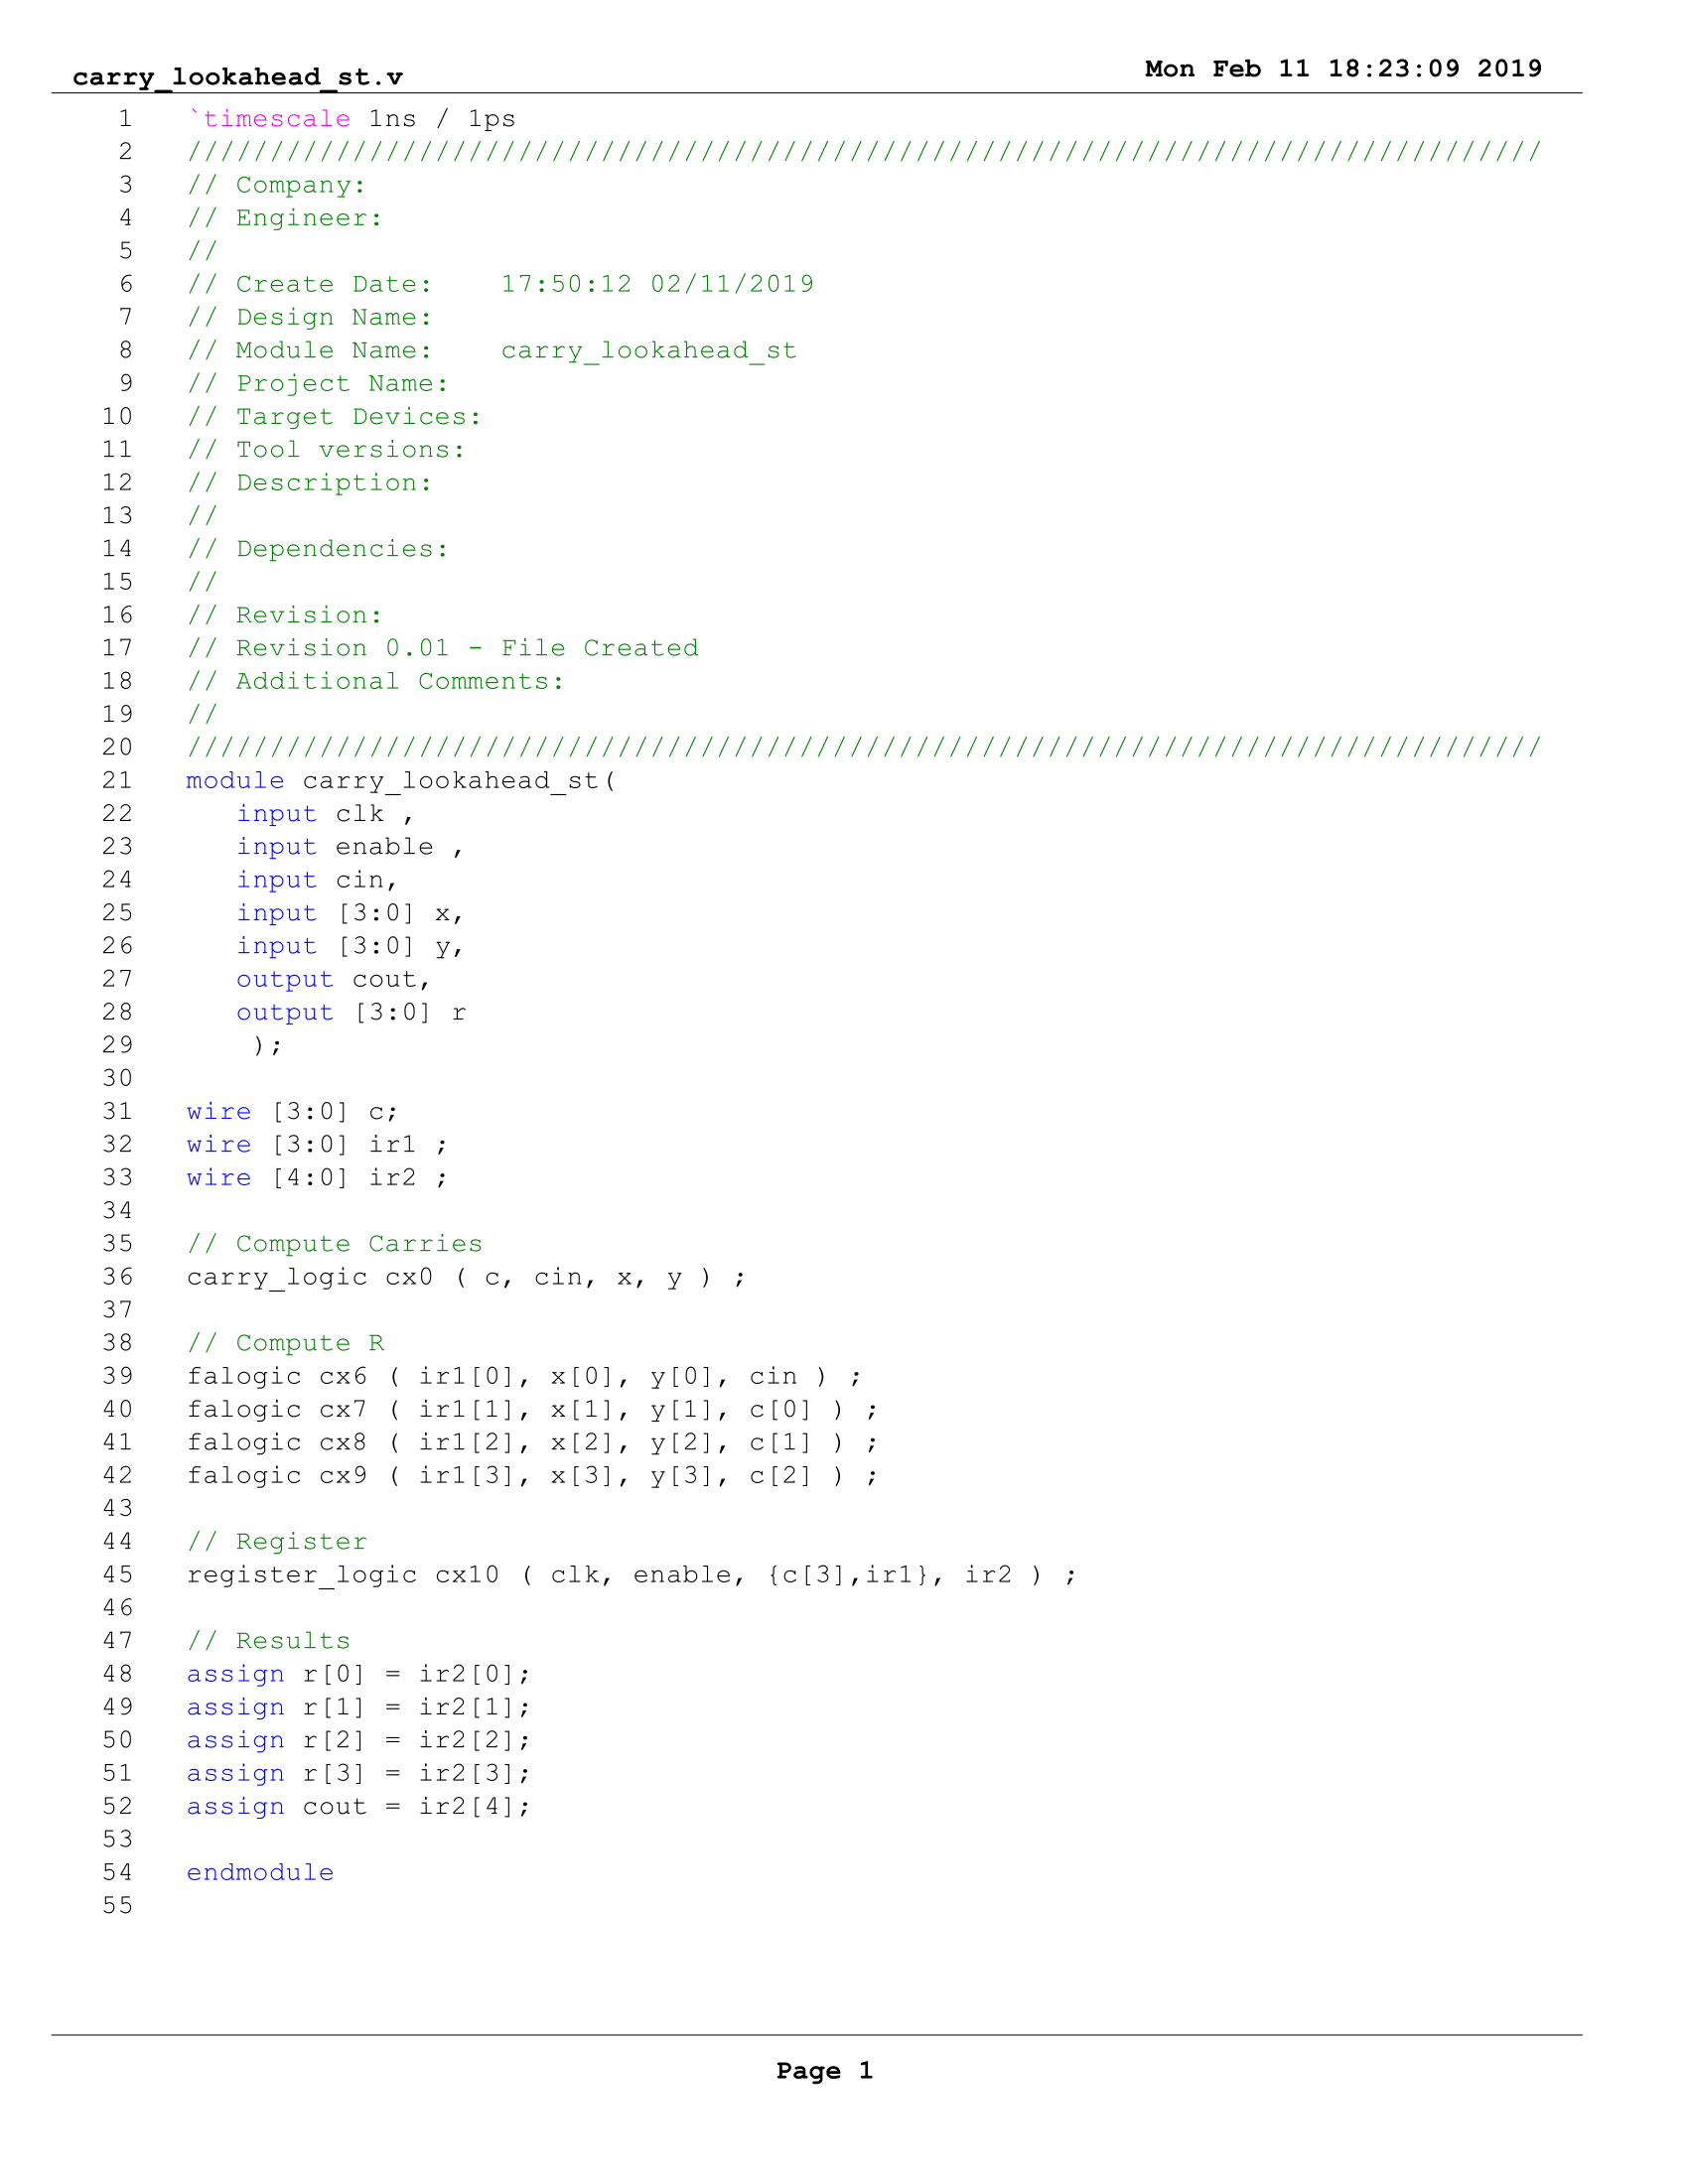 carry_lookahead_st.v Mon Feb 11 18:23:09 2019
1 `timescale 1ns / 1ps
2 //////////////////////////////////////////////////////////////////////////////////
3 // Company:
4 // Engineer:
5 //
6 // Create Date:    17:50:12 02/11/2019
7 // Design Name:
8 // Module Name:    carry_lookahead_st
9 // Project Name:
10 // Target Devices:
11 // Tool versions:
12 // Description:
13 //
14 // Dependencies:
15 //
16 // Revision:
17 // Revision 0.01 - File Created
18 // Additional Comments:
19 //
20 //////////////////////////////////////////////////////////////////////////////////
21 module carry_lookahead_st(
22    input clk ,
23    input enable ,
24    input cin,
25    input [3:0] x,
26    input [3:0] y,
27    output cout,
28    output [3:0] r
29     );
30
31 wire [3:0] c;
32 wire [3:0] ir1 ;
33 wire [4:0] ir2 ;
34
35 // Compute Carries
36 carry_logic cx0 ( c, cin, x, y ) ;
37
38 // Compute R
39 falogic cx6 ( ir1[0], x[0], y[0], cin ) ;
40 falogic cx7 ( ir1[1], x[1], y[1], c[0] ) ;
41 falogic cx8 ( ir1[2], x[2], y[2], c[1] ) ;
42 falogic cx9 ( ir1[3], x[3], y[3], c[2] ) ;
43
44 // Register
45 register_logic cx10 ( clk, enable, {c[3],ir1}, ir2 ) ;
46
47 // Results
48 assign r[0] = ir2[0];
49 assign r[1] = ir2[1];
50 assign r[2] = ir2[2];
51 assign r[3] = ir2[3];
52 assign cout = ir2[4];
53
54 endmodule
55
Page 1